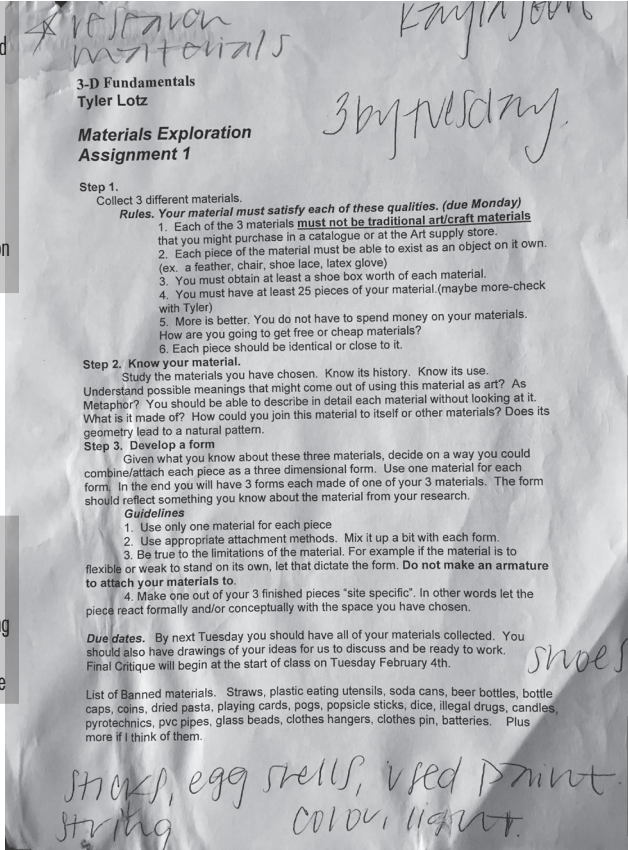 * research
materials
3 by tuesday.
3-D Fundamentals
Tyler Lotz
Materials Exploration
Assignment 1
Step 1.
Collect 3 different materials.
Rules. Your material must satisfy each of these qualities. (due Monday)
1. Each of the 3 materials must not be traditional art/craft materials
that you might purchase in a catalogue or at the Art supply store.
2. Each piece of the material must be able to exist as an object on it own.
(ex. a feather, chair, shoe lace, latex glove)
3. You must obtain at least a shoe box worth of each material.
4. You must have at least 25 pieces of your material.(maybe more-check
with Tyler)
5. More is better. You do not have to spend money on your materials.
How are you going to get free or cheap materials?
6. Each piece should be identical or close to it.
Step 2. Know your material.
Study the materials you have chosen. Know its history. Know its use.
Understand possible meanings that might come out of using this material as art? As
Metaphor? You should be able to describe in detail each material without looking at it.
What is it made of? How could you join this material to itself or other materials? Does its
geometry lead to a natural pattern.
Step 3. Develop a form
Given what you know about these three materials, decide on a way you could
combine/attach each piece as a three dimensional form. Use one material for each
form. In the end you will have 3 forms each made of one of your 3 materials. The form
should reflect something you know about the material from your research.
Guidelines
1. Use only one material for each piece
2. Use appropriate attachment methods. Mix it up a bit with each form.
3. Be true to the limitations of the material. For example if the material is to
flexible or weak to stand on its own, let that dictate the form. Do not make an armature
to attach your materials to.
4. Make one out of your 3 finished pieces "site specific". In other words let the
piece react formally and/or conceptually with the space you have chosen.
Due dates. By next Tuesday you should have all of your materials collected. You
should also have drawings of your ideas for us to discuss and be ready to work.
Final Critique will begin at the start of class on Tuesday February 4th.
shoes
List of Banned materials. Straws, plastic eating utensils, soda cans, beer bottles, bottle
caps, coins, dried pasta, playing cards, pogs, popsicle sticks, dice, illegal drugs, candles,
pyrotechnics, pvc pipes, glass beads, clothes hangers, clothes pin, batteries. Plus
more if I think of them.
sticks, egg shells, used paint.
string colour, light.